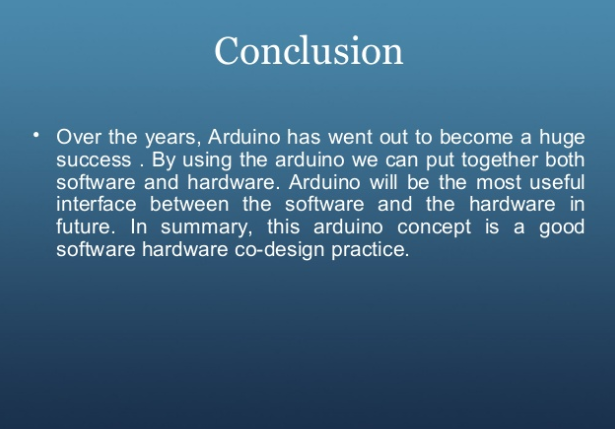 Conclusion
• Over the years, Arduino has went out to become a huge
success . By using the arduino we can put together both
software and hardware. Arduino will be the most useful
interface between the software and the hardware in
future. In summary, this arduino concept is a good
software hardware co-design practice.